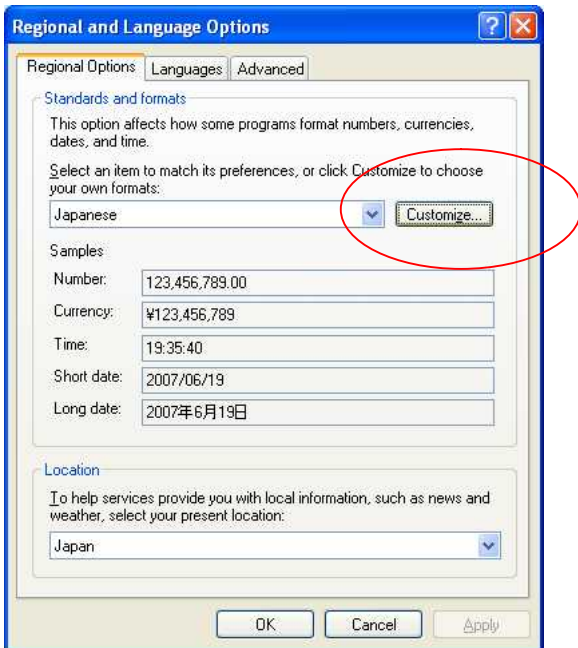 Regional and Language Options
Regional Options Languages Advanced
Standards and formats
This option affects how some programs format numbers, currencies,
dates, and time.
Select an item to match its preferences, or click Customize to choose
your own formats:
Japanese Customize...
Samples
Number: 123,456,789.00
Currency: ¥123,456,789
Time: 19:35:40
Short date: 2007/06/19
Long date: 2007年6月19日
Location
To help services provide you with local information, such as news and
weather, select your present location:
Japan
OK Cancel Apply